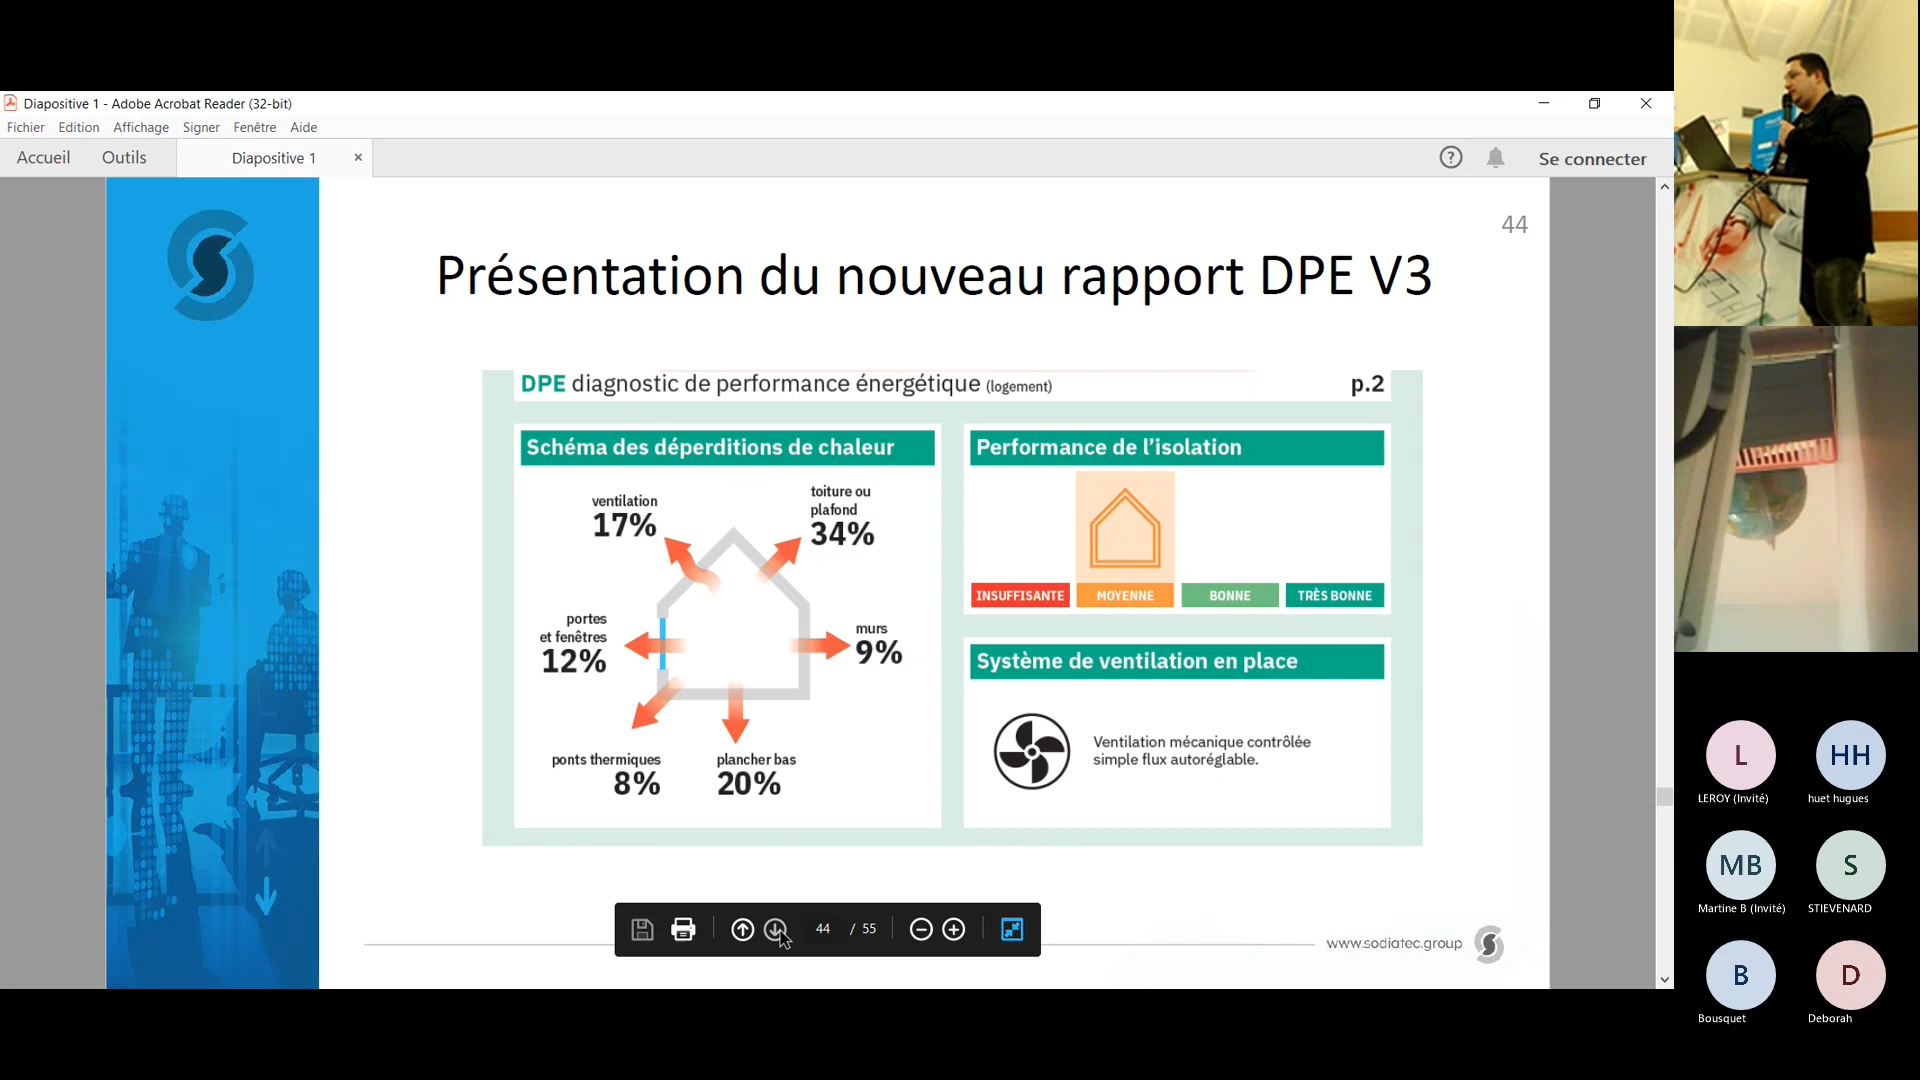 Diapositive 1 - Adobe Acrobat Reader (32-bit)
Fichier Edition Affichage Signer Fenêtre Aide
Accueil Outils Diapositive 1 × ? Se connecter
44
Présentation du nouveau rapport DPE V3
DPE diagnostic de performance énergétique (logement) p.2
Schéma des déperditions de chaleur
ventilation
17%
toiture ou
plafond
34%
portes
et fenêtres
12%
murs
9%
ponts thermiques
8%
plancher bas
20%
Performance de l'isolation
INSUFFISANTE MOYENNE BONNE TRÈS BONNE
Système de ventilation en place
Ventilation mécanique contrôlée
simple flux autoréglable.
44 / 55
www.sodiatec.group
L
LEROY (Invité)
HH
huet hugues
MB
Martine B (Invité)
S
STIEVENARD
B
Bousquet
D
Deborah